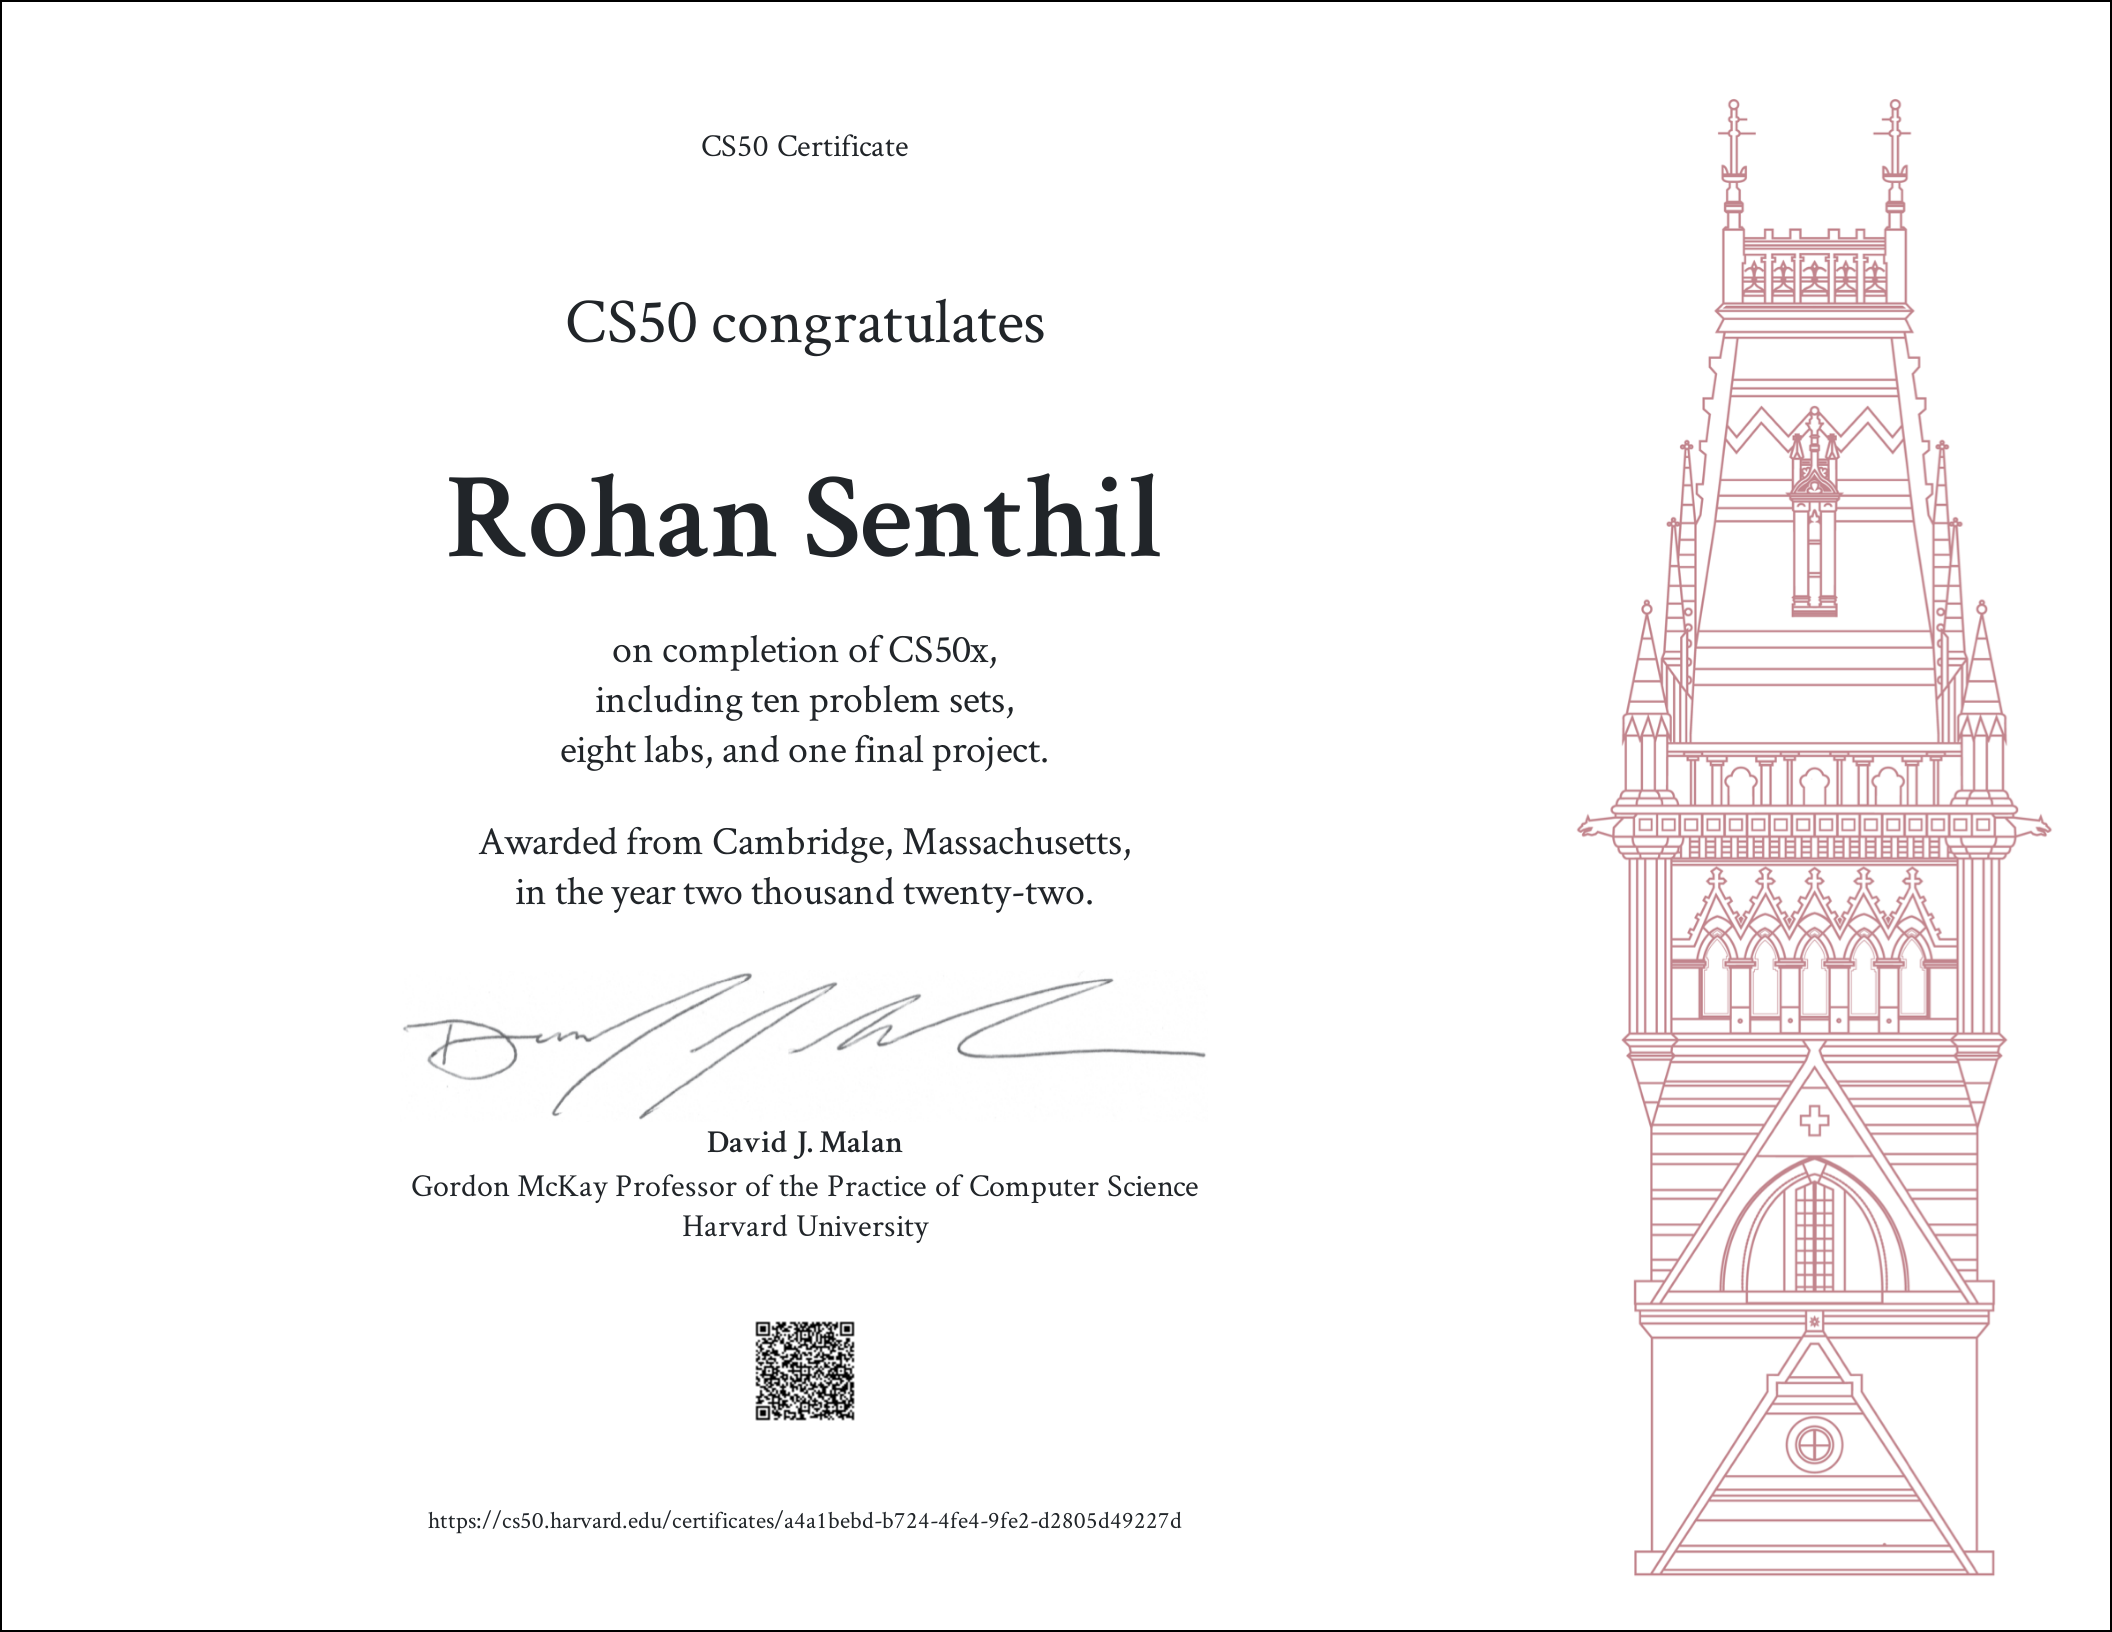 CS50 Certificate
CS50 congratulates
Rohan Senthil
on completion of CS50x,
including ten problem sets,
eight labs, and one final project.
Awarded from Cambridge, Massachusetts,
in the year two thousand twenty-two.
David J. Malan
Gordon McKay Professor of the Practice of Computer Science
Harvard University
https://cs50.harvard.edu/certificates/a4a1bebd-b724-4fe4-9fe2-d2805d49227d